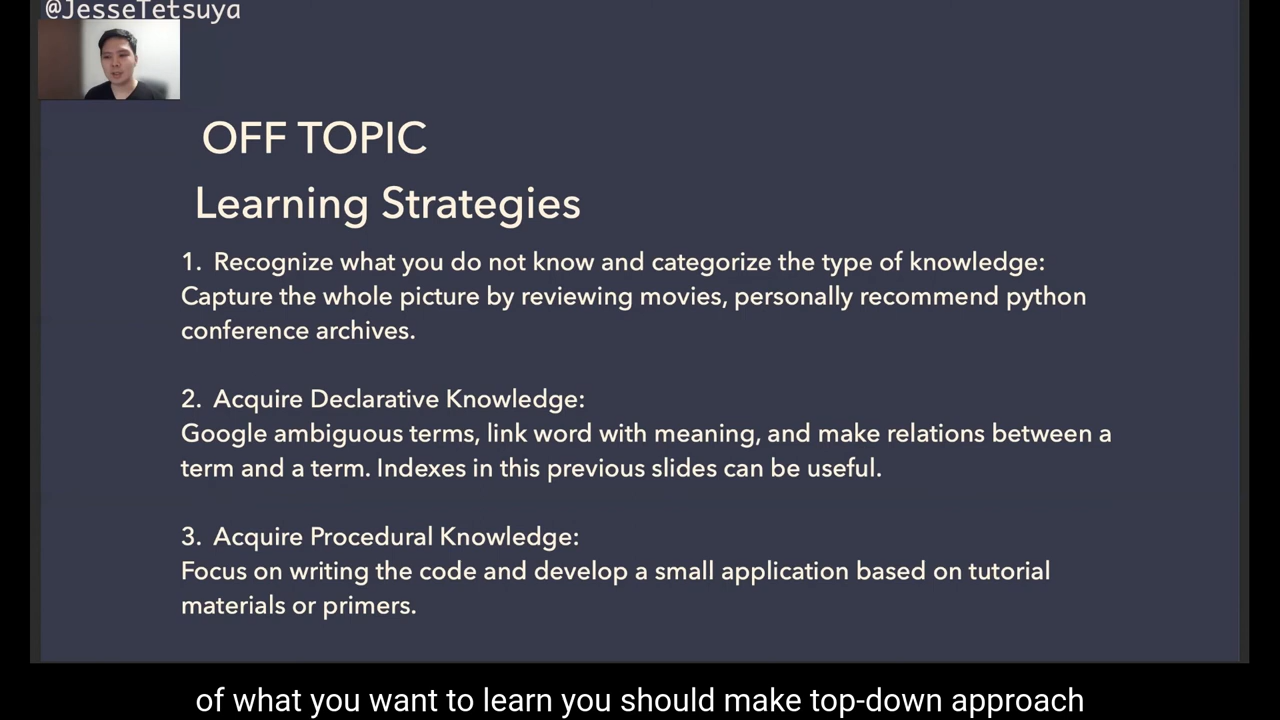 @JesseTetsuya
OFF TOPIC
Learning Strategies
1. Recognize what you do not know and categorize the type of knowledge:
Capture the whole picture by reviewing movies, personally recommend python
conference archives.
2. Acquire Declarative Knowledge:
Google ambiguous terms, link word with meaning, and make relations between a
term and a term. Indexes in this previous slides can be useful.
3. Acquire Procedural Knowledge:
Focus on writing the code and develop a small application based on tutorial
materials or primers.
of what you want to learn you should make top-down approach